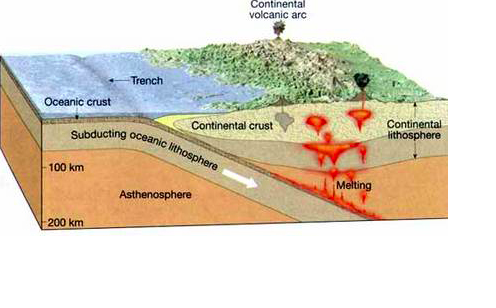 Continental
volcanic arc
Trench
Oceanic crust
Continental crust
Continental
lithosphere
Subducting oceanic lithosphere
100 km
Melting
Asthenosphere
200 km